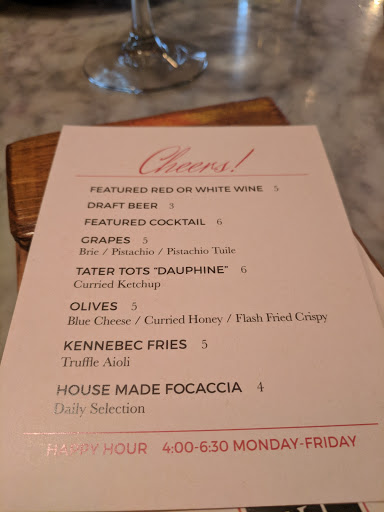 Cheers!
FEATURED RED OR WHITE WINE 5
DRAFT BEER 3
FEATURED COCKTAIL 6
GRAPES 5
Brie / Pistachio / Pistachio Tuile
TATER TOTS "DAUPHINE" 6
Curried Ketchup
OLIVES 5
Blue Cheese / Curried Honey / Flash Fried Crispy
KENNEBEC FRIES 5
Truffle Aioli
HOUSE MADE FOCACCIA 4
Daily Selection
HAPPY HOUR 4:00-6:30 MONDAY-FRIDAY